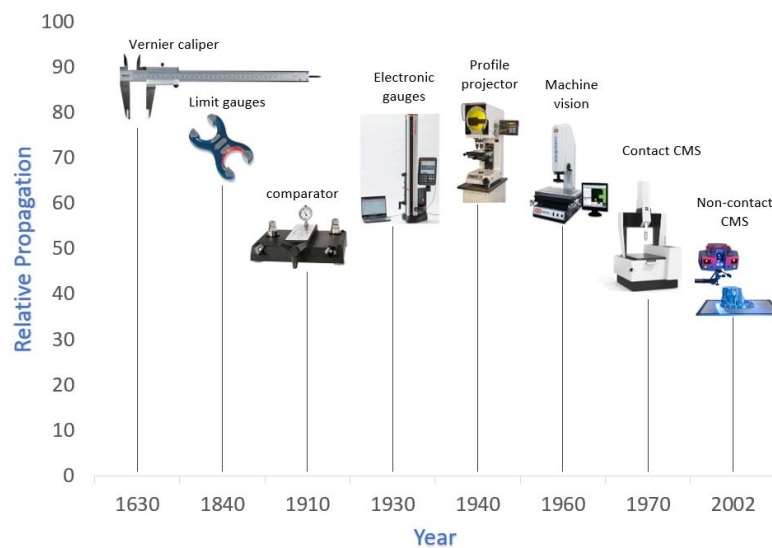 100
90
80
70
60
50
40
30
20
10
0
Relative Propagation
Vernier caliper
Limit gauges
comparator
Electronic
gauges
Profile
projector
Machine
vision
Contact CMS
Non-contact
CMS
1630 1840 1910 1930 1940 1960 1970 2002
Year